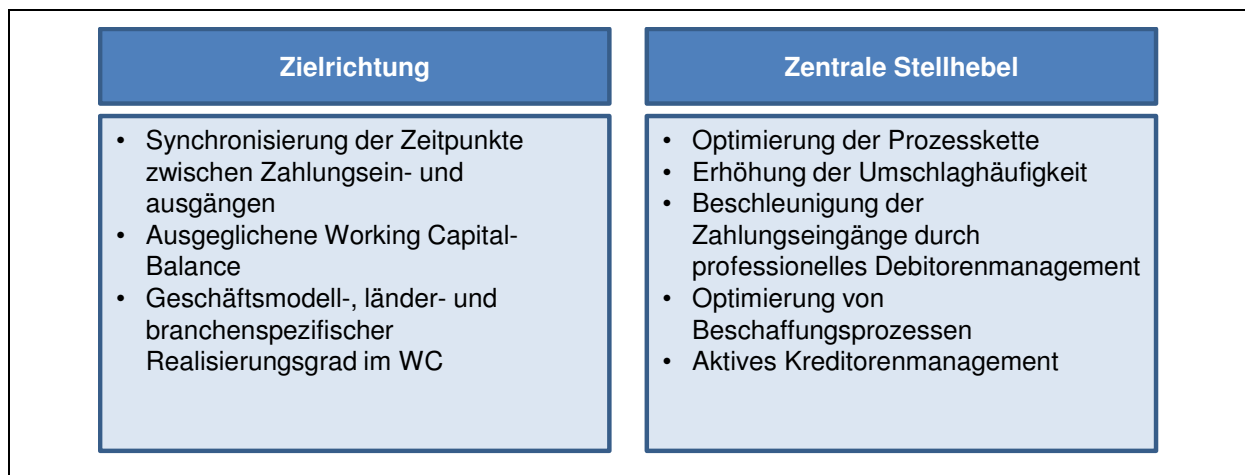 Zielrichtung
• Synchronisierung der Zeitpunkte
zwischen Zahlungsein- und
ausgängen
• Ausgeglichene Working Capital-
Balance
• Geschäftsmodell-, länder- und
branchenspezifischer
Realisierungsgrad im WC
Zentrale Stellhebel
• Optimierung der Prozesskette
• Erhöhung der Umschlaghäufigkeit
• Beschleunigung der
Zahlungseingänge durch
professionelles Debitorenmanagement
• Optimierung von
Beschaffungsprozessen
• Aktives Kreditorenmanagement